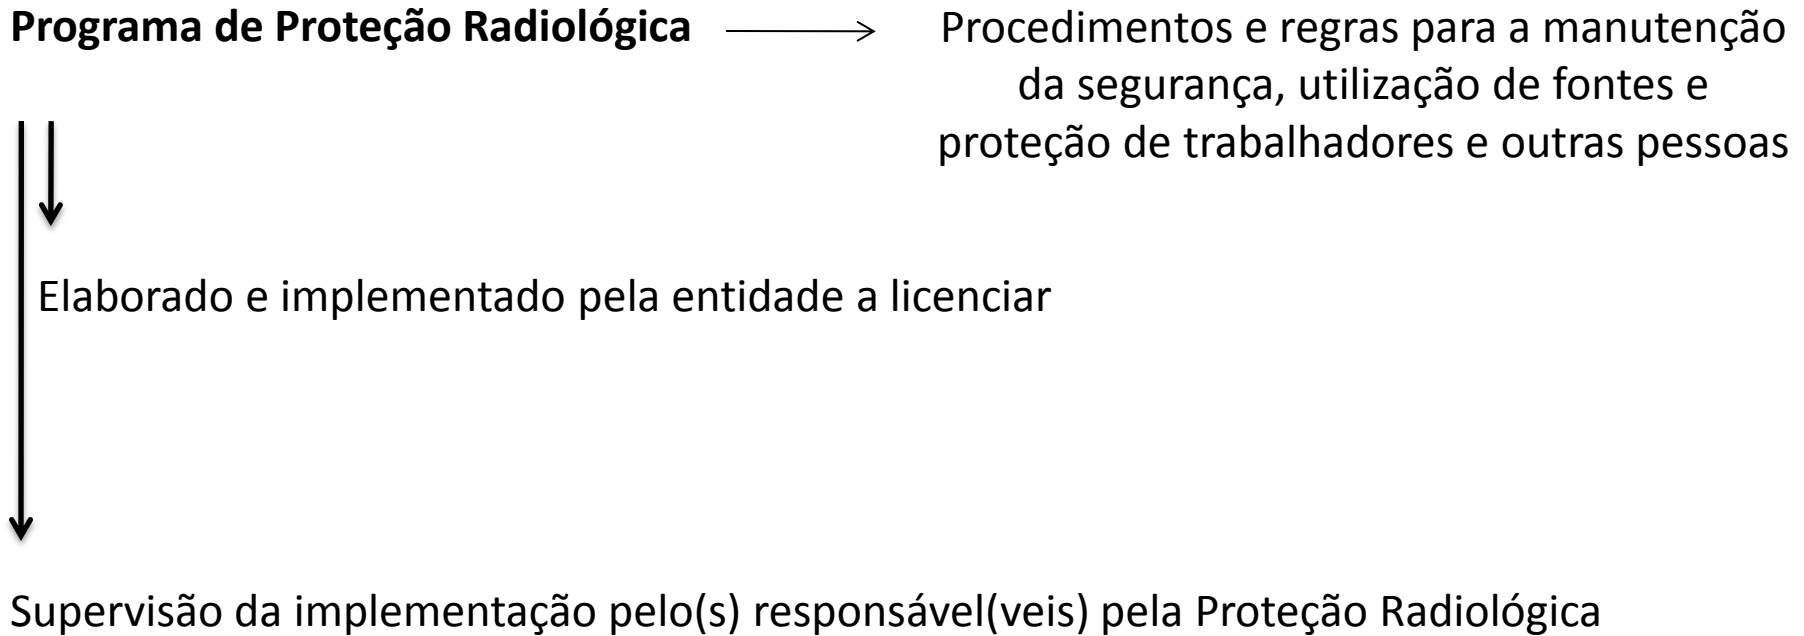 Programa de Proteção Radiológica
Procedimentos e regras para a manutenção
da segurança, utilização de fontes e
proteção de trabalhadores e outras pessoas
Elaborado e implementado pela entidade a licenciar
Supervisão da implementação pelo(s) responsável(veis) pela Proteção Radiológica